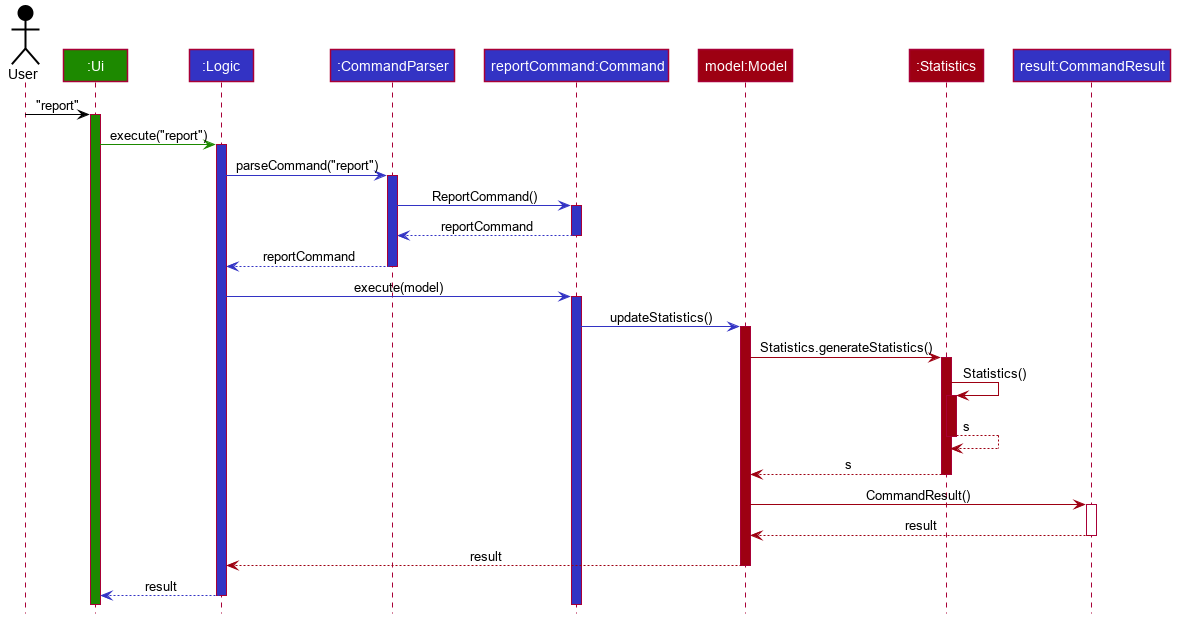 User
:Ui
:Logic
:CommandParser
reportCommand:Command
model:Model
:Statistics
result:CommandResult
"report"
execute("report")
parseCommand("report")
ReportCommand()
reportCommand
reportCommand
execute(model)
updateStatistics()
Statistics.generateStatistics()
Statistics()
s
s
CommandResult()
result
result
result